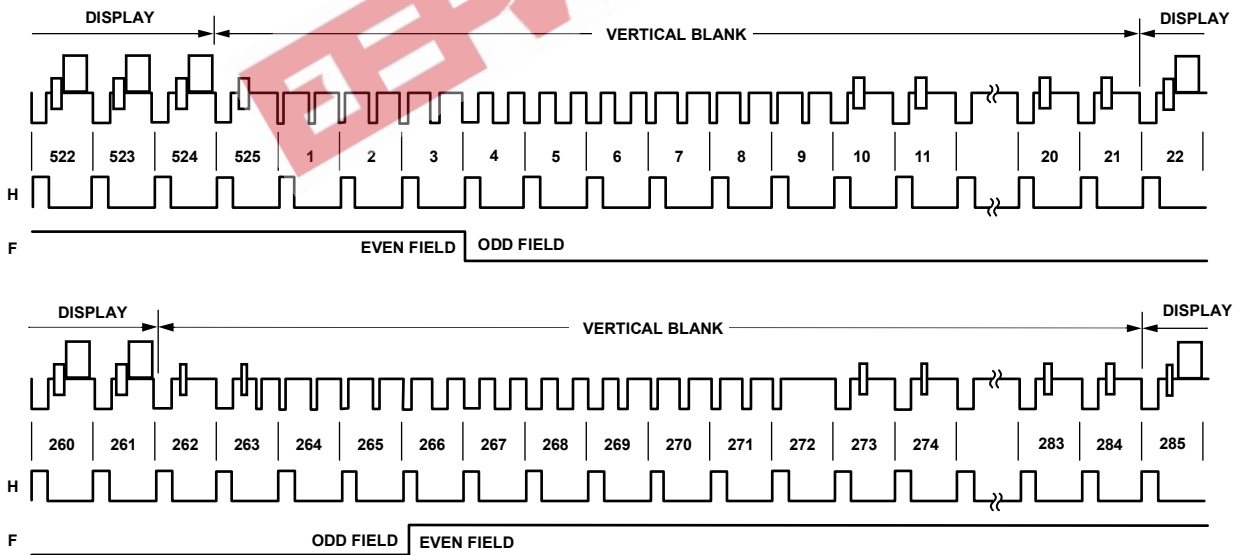 DISPLAY VERTICAL BLANK DISPLAY
522 523 524 525 1 2 3 4 5 6 7 8 9 10 11 20 21 22
H
F EVEN FIELD ODD FIELD
DISPLAY VERTICAL BLANK DISPLAY
260 261 262 263 264 265 266 267 268 269 270 271 272 273 274 283 284 285
H
F ODD FIELD EVEN FIELD